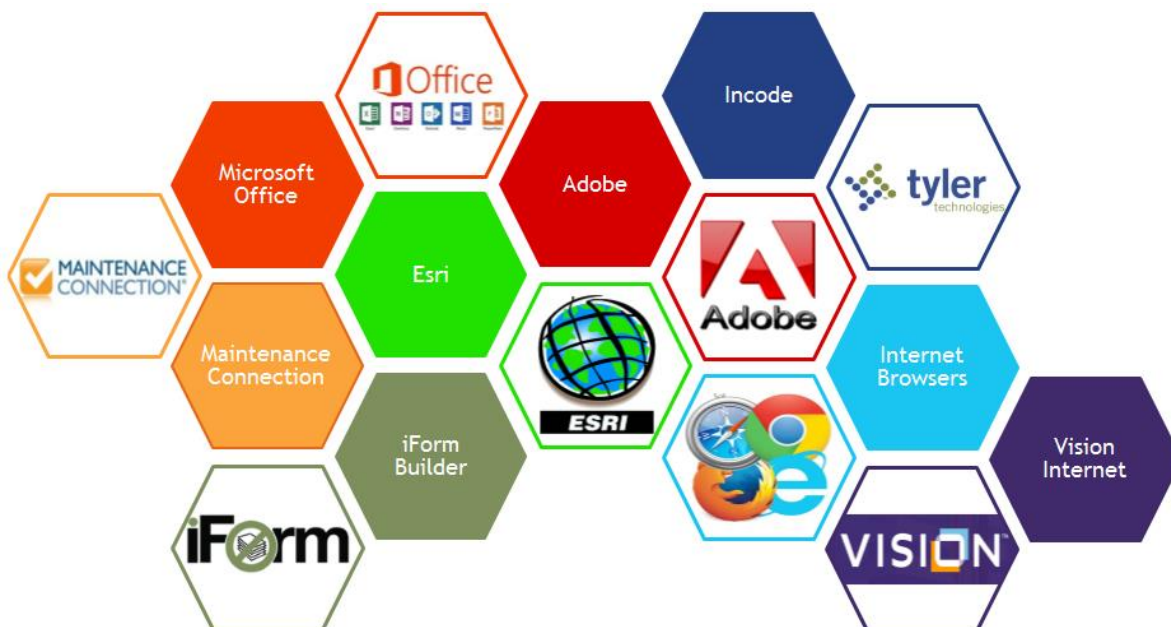 Office
Incode
Microsoft
Office
Adobe
tyler
technologies
MAINTENANCE
CONNECTION®
Esri
Adobe
Maintenance
Connection
ESRI
Internet
Browsers
iForm
Builder
Vision
Internet
iForm
VISION™